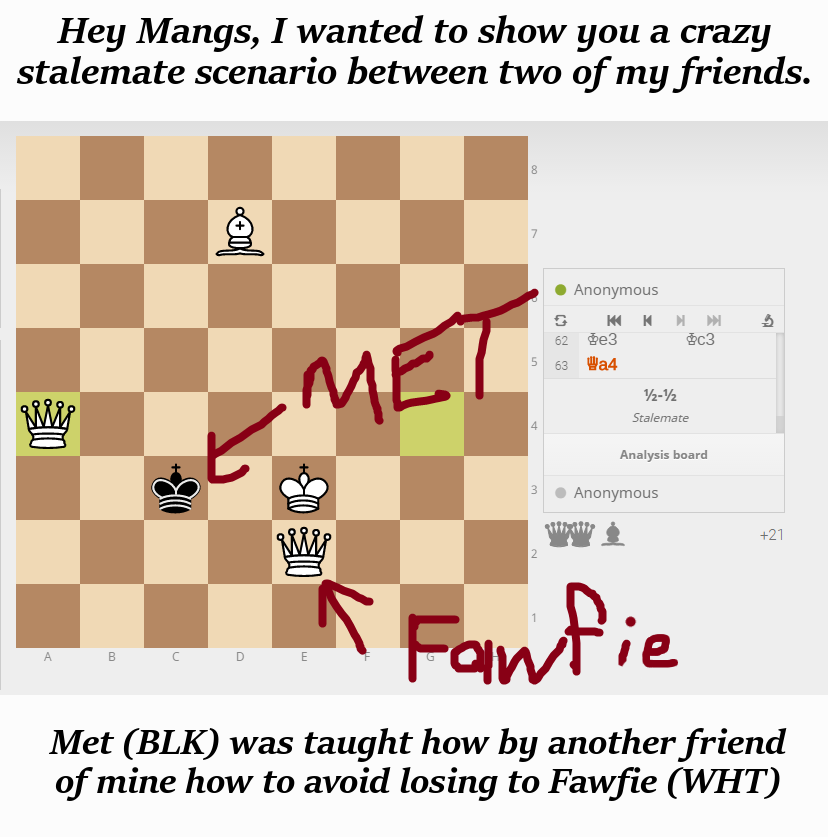 Hey Mangs, I wanted to show you a crazy
stalemate scenario between two of my friends.
8
7
6
5
4
3
2
1
A B C D E F G H
MET
Fawfie
Anonymous
62 ♔e3 ♔c3
63 ♕a4
½-½
Stalemate
Analysis board
Anonymous
+21
Met (BLK) was taught how by another friend
of mine how to avoid losing to Fawfie (WHT)